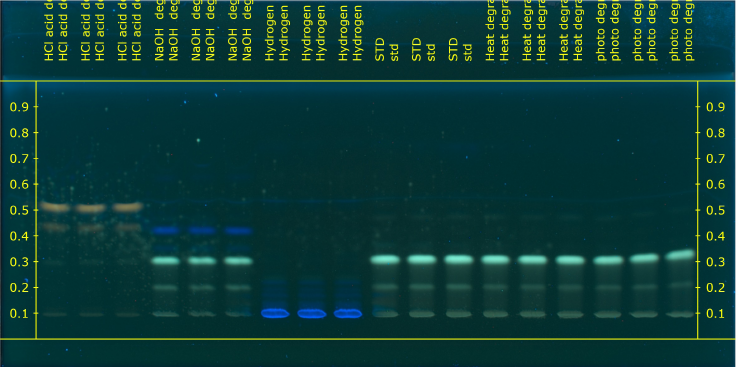 HCl acid de
HCl acid de
HCl acid de
HCl acid de
HCl acid de
HCl acid de
NaOH deg
NaOH deg
NaOH deg
NaOH deg
NaOH deg
NaOH deg
Hydrogen
Hydrogen
Hydrogen
Hydrogen
Hydrogen
Hydrogen
STD
std
STD
std
STD
std
Heat degra
Heat degra
Heat degra
Heat degra
Heat degra
Heat degra
photo deg
photo deg
photo deg
photo deg
photo deg
photo deg
0.9 0.9
0.8 0.8
0.7 0.7
0.6 0.6
0.5 0.5
0.4 0.4
0.3 0.3
0.2 0.2
0.1 0.1